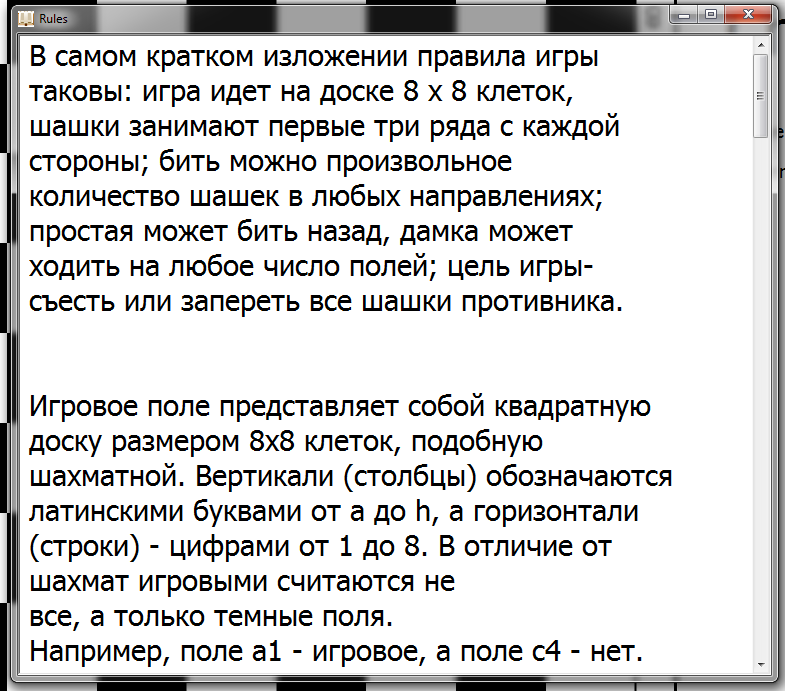 Rules
В самом кратком изложении правила игры
таковы: игра идет на доске 8 х 8 клеток,
шашки занимают первые три ряда с каждой
стороны; бить можно произвольное
количество шашек в любых направлениях;
простая может бить назад, дамка может
ходить на любое число полей; цель игры-
съесть или запереть все шашки противника.
Игровое поле представляет собой квадратную
доску размером 8х8 клеток, подобную
шахматной. Вертикали (столбцы) обозначаются
латинскими буквами от a до h, а горизонтали
(строки) - цифрами от 1 до 8. В отличие от
шахмат игровыми считаются не
все, а только темные поля.
Например, поле a1 - игровое, а поле c4 - нет.